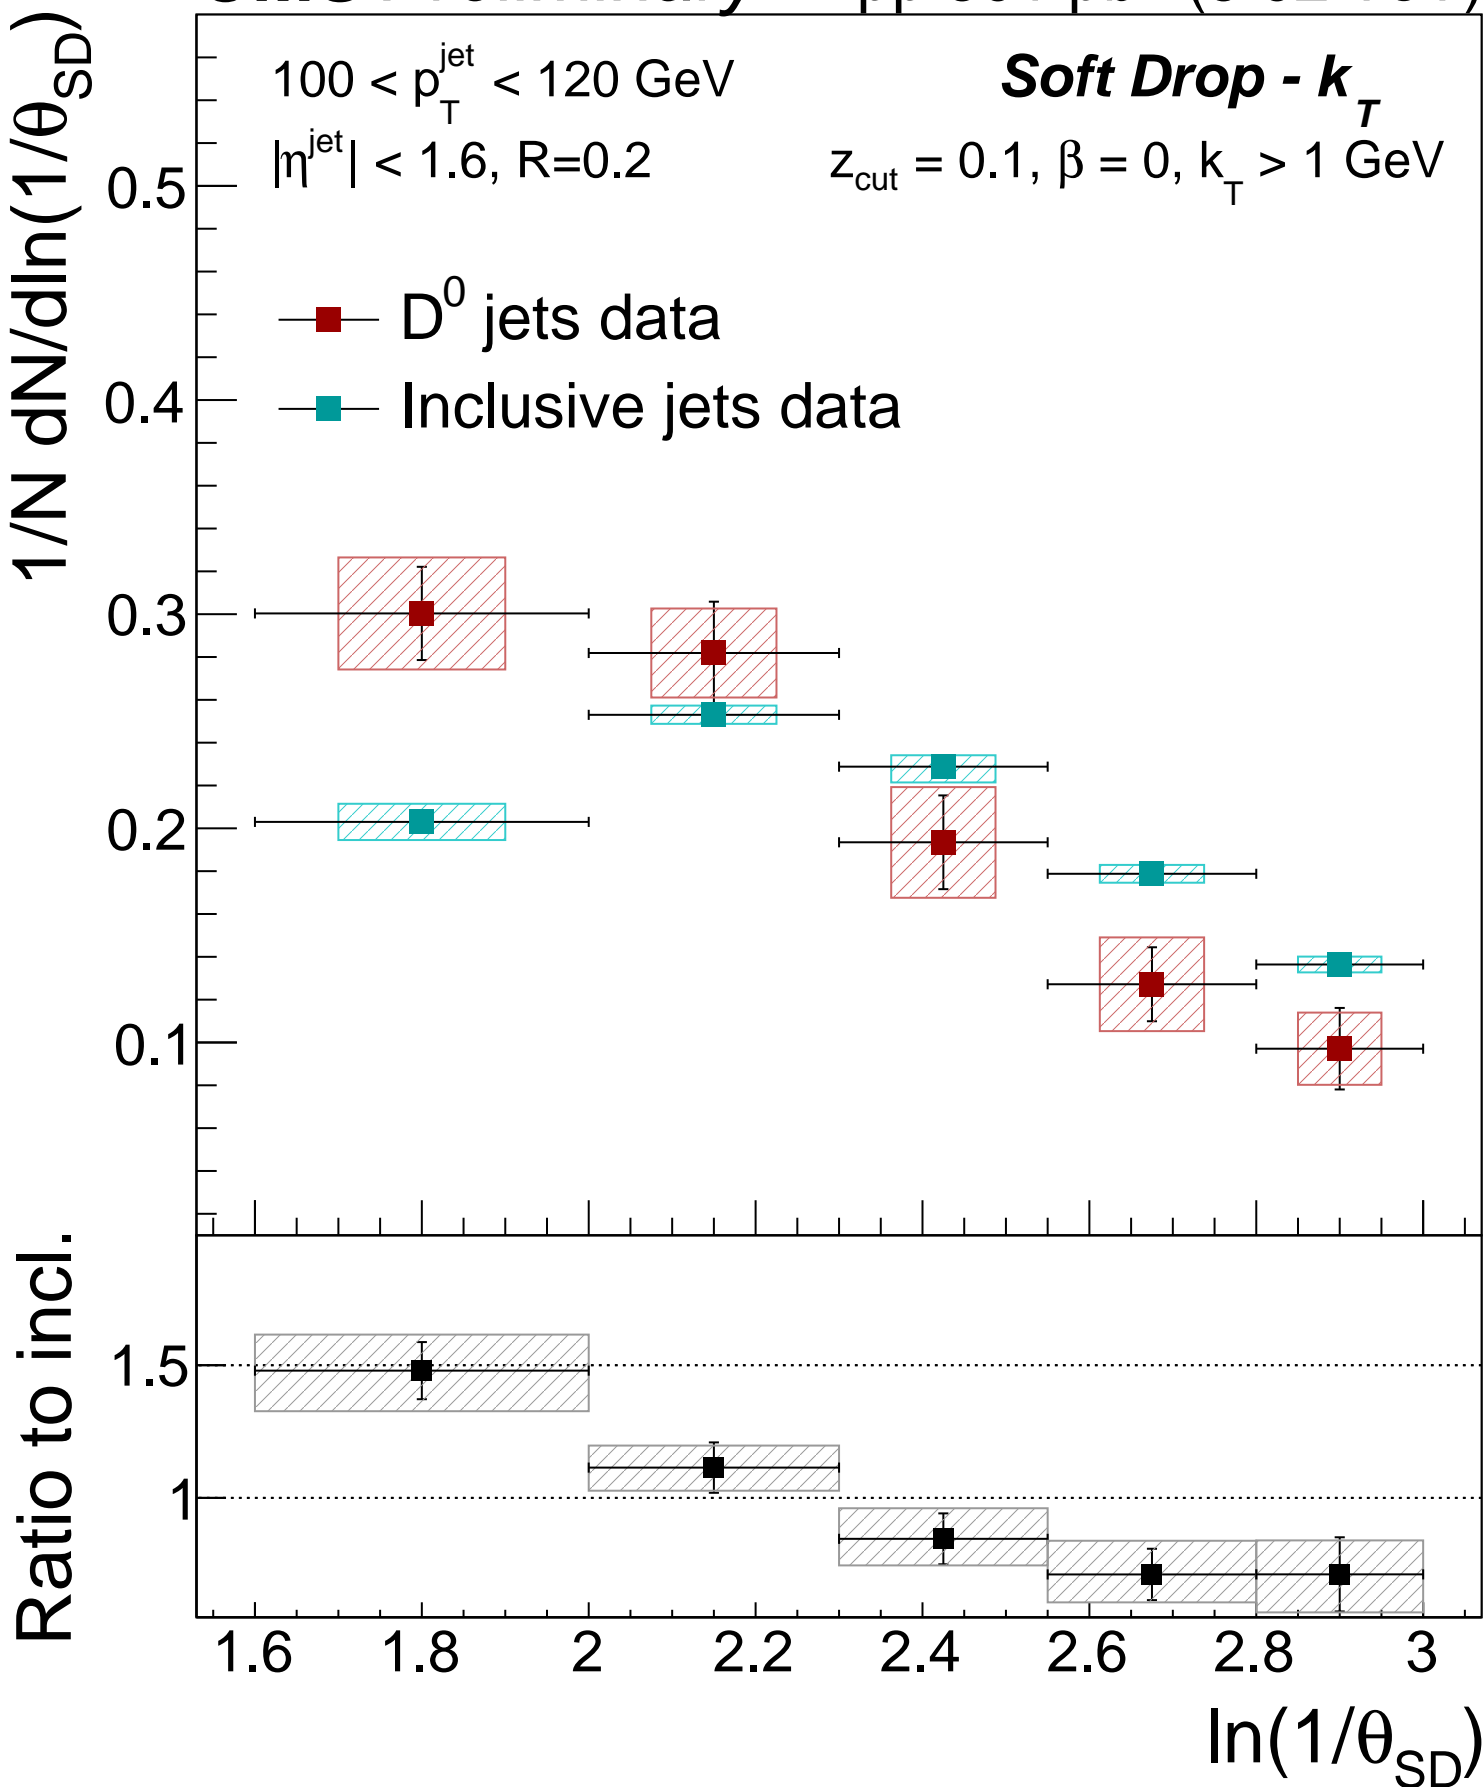 100 < p_T^jet < 120 GeV
|η^jet| < 1.6, R=0.2
Soft Drop - k_T
z_cut = 0.1, β = 0, k_T > 1 GeV
D^0 jets data
Inclusive jets data
1/N dN/dln(1/θ_SD)
0.5
0.4
0.3
0.2
0.1
Ratio to incl.
1.5
1
1.6 1.8 2 2.2 2.4 2.6 2.8 3
ln(1/θ_SD)